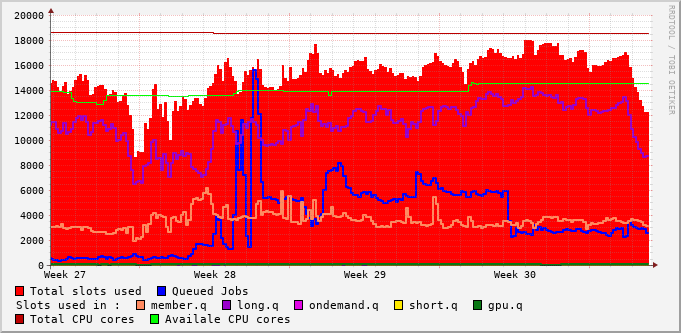 20000
18000
16000
14000
12000
10000
8000
6000
4000
2000
0
Week 27 Week 28 Week 29 Week 30
RRDTOOL / TOBI OETIKER
Total slots used Queued Jobs
Slots used in : member.q long.q ondemand.q short.q gpu.q
Total CPU cores Availale CPU cores